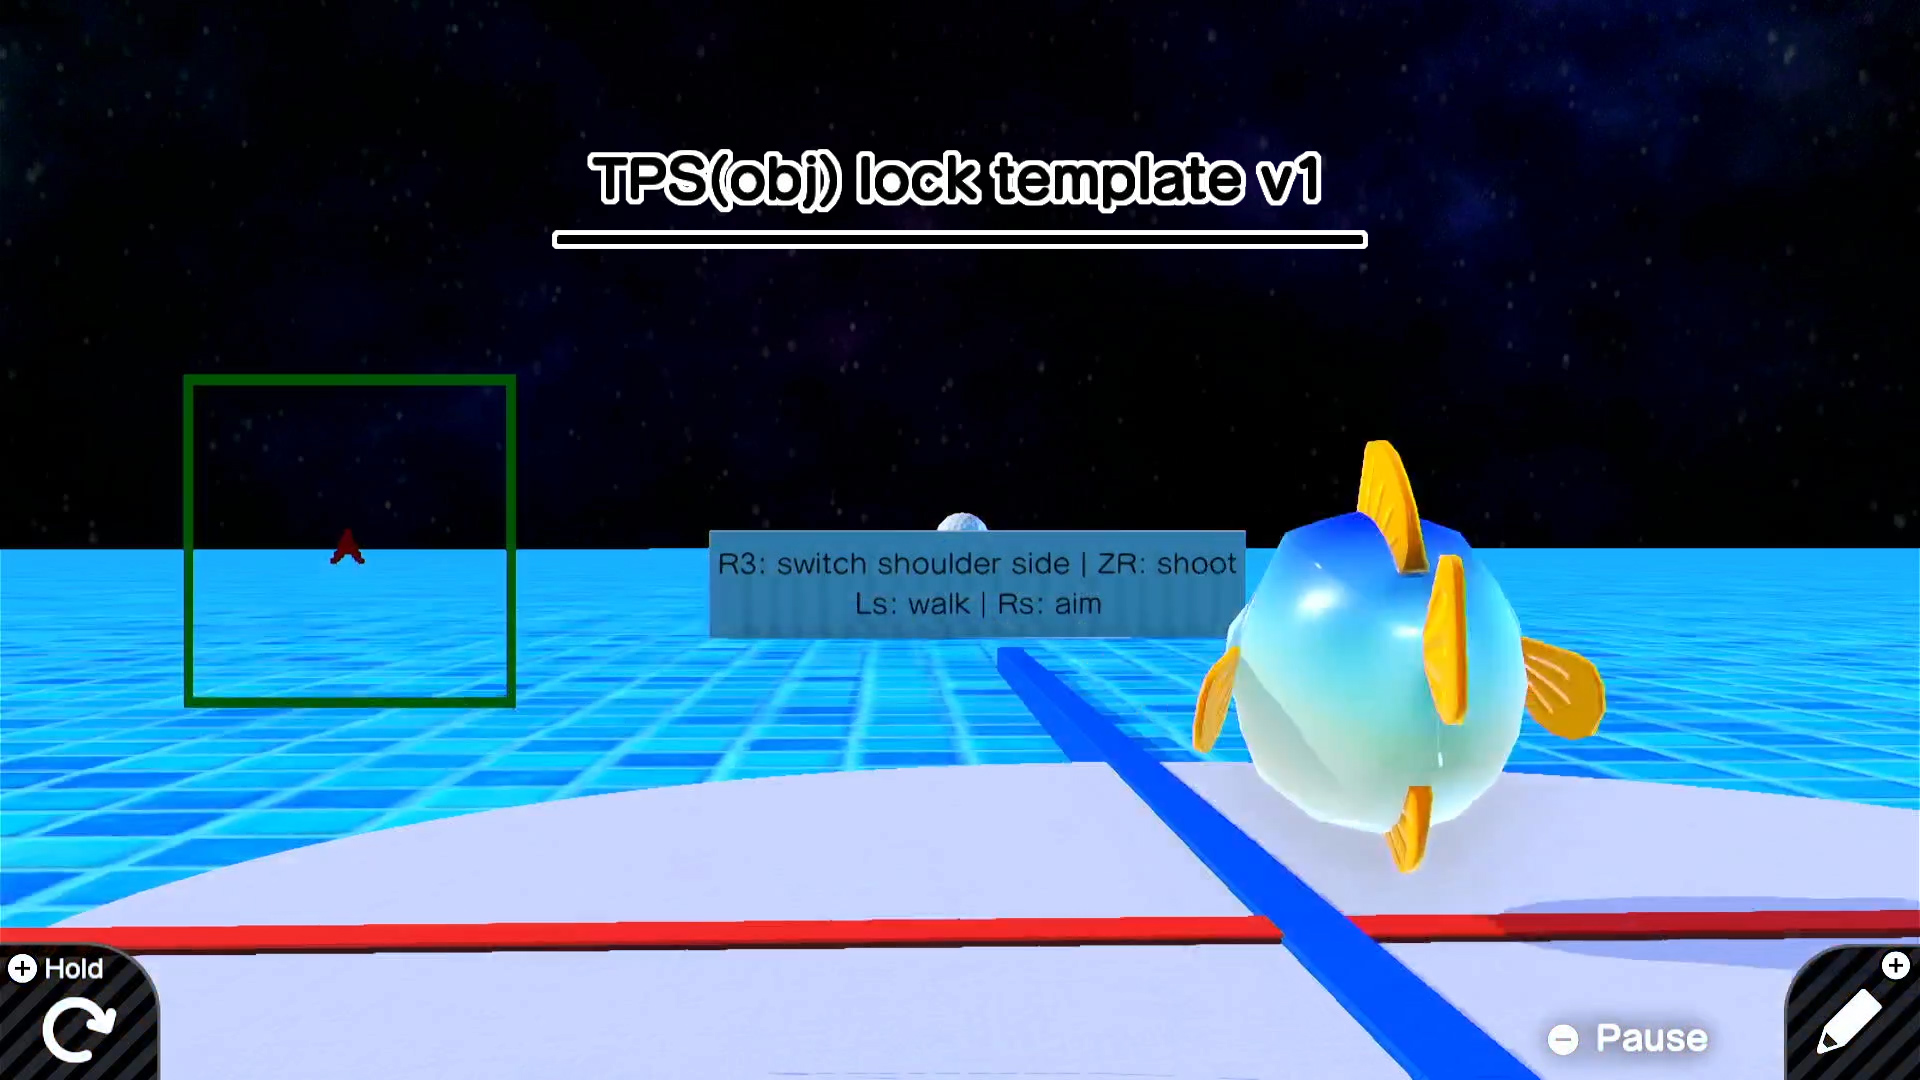 TPS(obj) lock template v1
R3: switch shoulder side | ZR: shoot
Ls: walk | Rs: aim
Hold
Pause